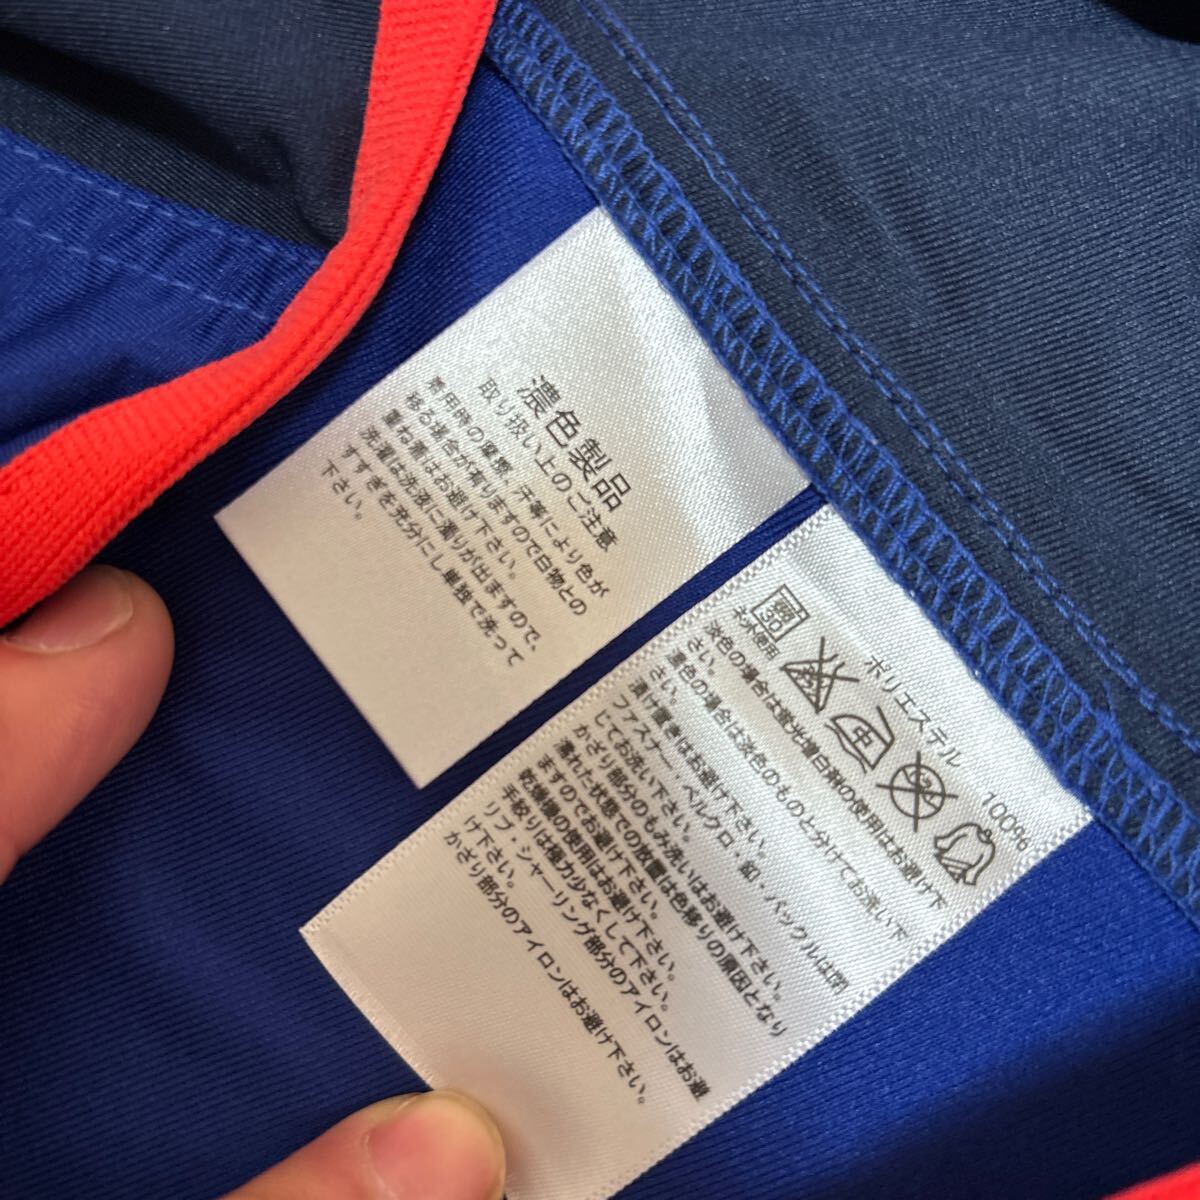 濃色製品
取り扱い上のご注意
着用時の摩擦、汗等により色が
移る場合が有りますので白物との
重ね着はお避け下さい。
洗濯は洗液に濁りが出ますので、
すすぎを充分にし単独で洗って
下さい。
ポリエステル 100%
弱
30
ネット使用
中
淡色の場合は蛍光増白剤の使用はお避け下
さい。
濃色の場合は淡色のものと分けてお洗い下
さい。
漬け置きはお避け下さい。
ファスナー・ベルクロ・釦・バックルは閉
じてお洗い下さい。
かざり部分のもみ洗いはお避け下さい。
濡れた状態での放置は色移りの原因となり
ますのでお避け下さい。
乾燥機の使用はお避け下さい。
手絞りは極力少なくして下さい。
リブ・シャーリング部分のアイロンはお避
け下さい。
かざり部分のアイロンはお避け下さい。